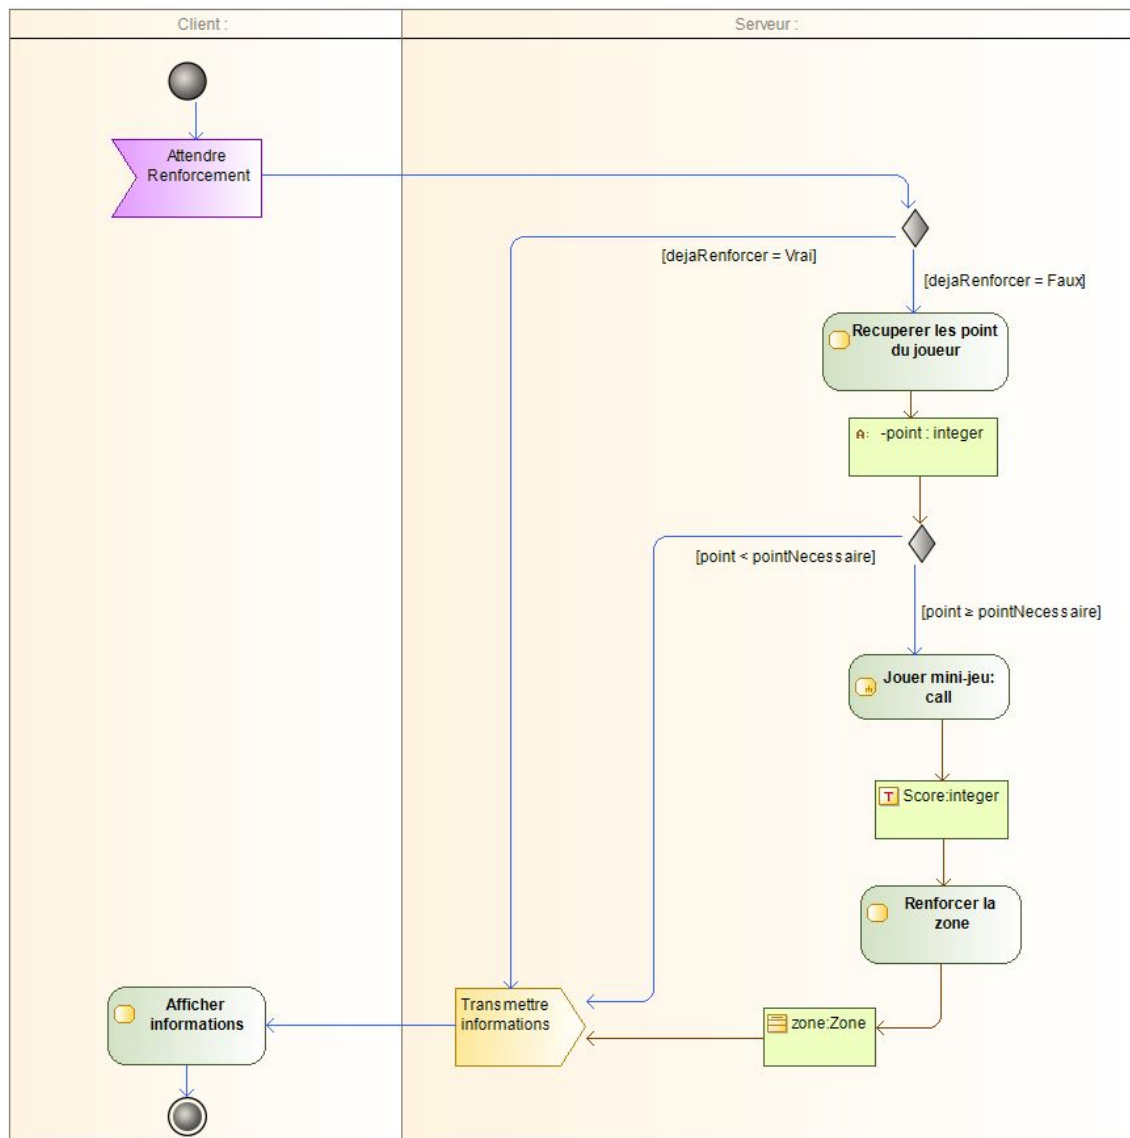 Client :
Serveur :
Attendre
Renforcement
[dejaRenforcer = Vrai]
[dejaRenforcer = Faux]
Recuperer les point
du joueur
A: -point : integer
[point < pointNecessaire]
[point ≥ pointNecessaire]
Jouer mini-jeu:
call
T Score:integer
Renforcer la
zone
Afficher
informations
Transmettre
informations
zone:Zone